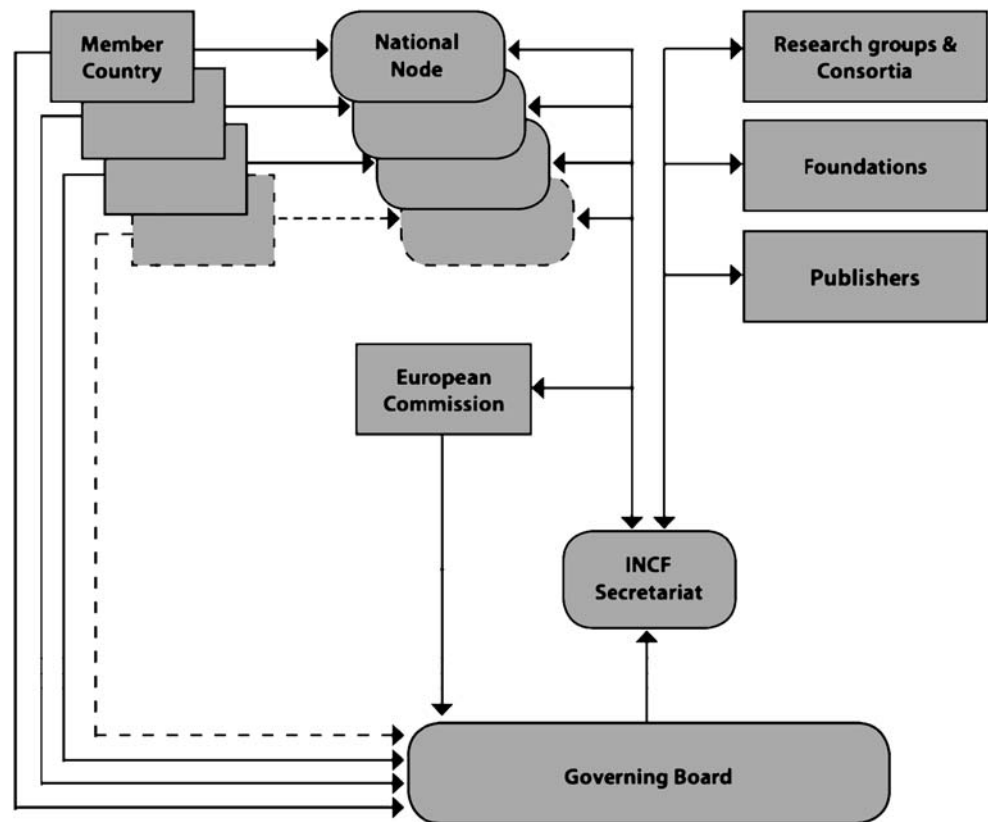 Member
Country
National
Node
Research groups &
Consortia
Foundations
Publishers
European
Commission
INCF
Secretariat
Governing Board